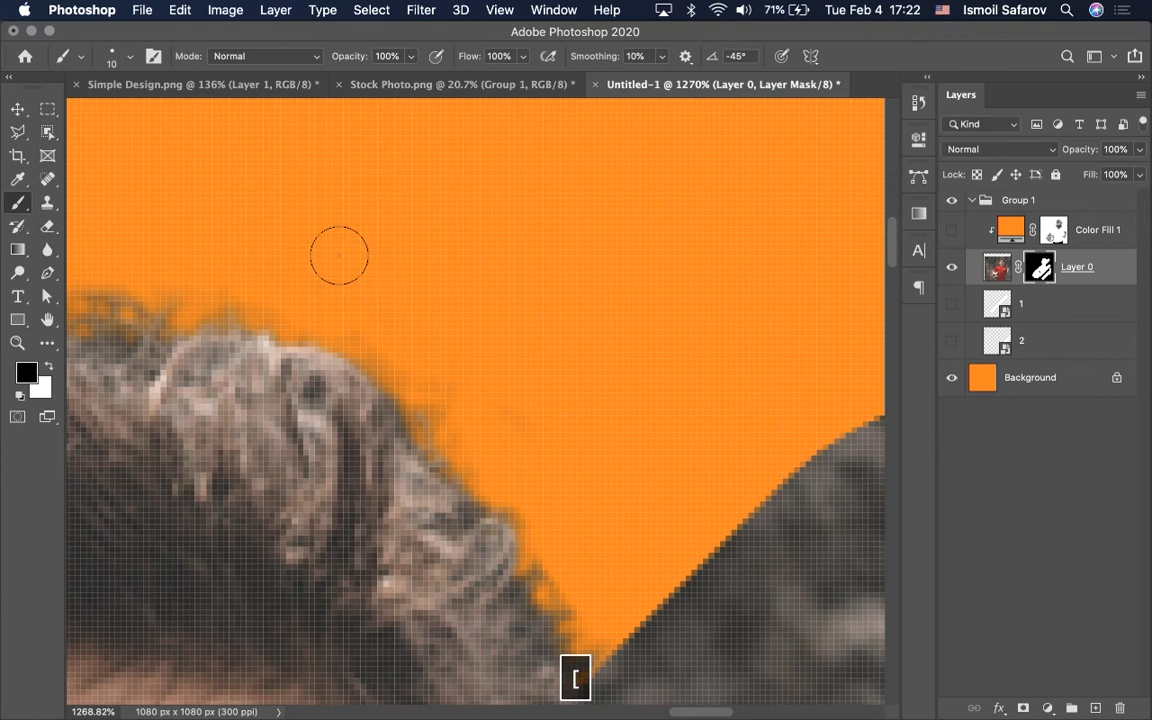 Photoshop File Edit Image Layer Type Select Filter 3D View Window Help 71% Tue Feb 4 17:22 Ismoil Safarov
Adobe Photoshop 2020
10 Mode: Normal Opacity: 100% Flow: 100% Smoothing: 10% -45°
Simple Design.png @ 136% (Layer 1, RGB/8) * Stock Photo.png @ 20.7% (Group 1, RGB/8) * Untitled-1 @ 1270% (Layer 0, Layer Mask/8) *
Layers
Kind
Normal Opacity: 100%
Lock: Fill: 100%
Group 1
Color Fill 1
Layer 0
1
2
Background
[
1268.82% 1080 px x 1080 px (300 ppi)